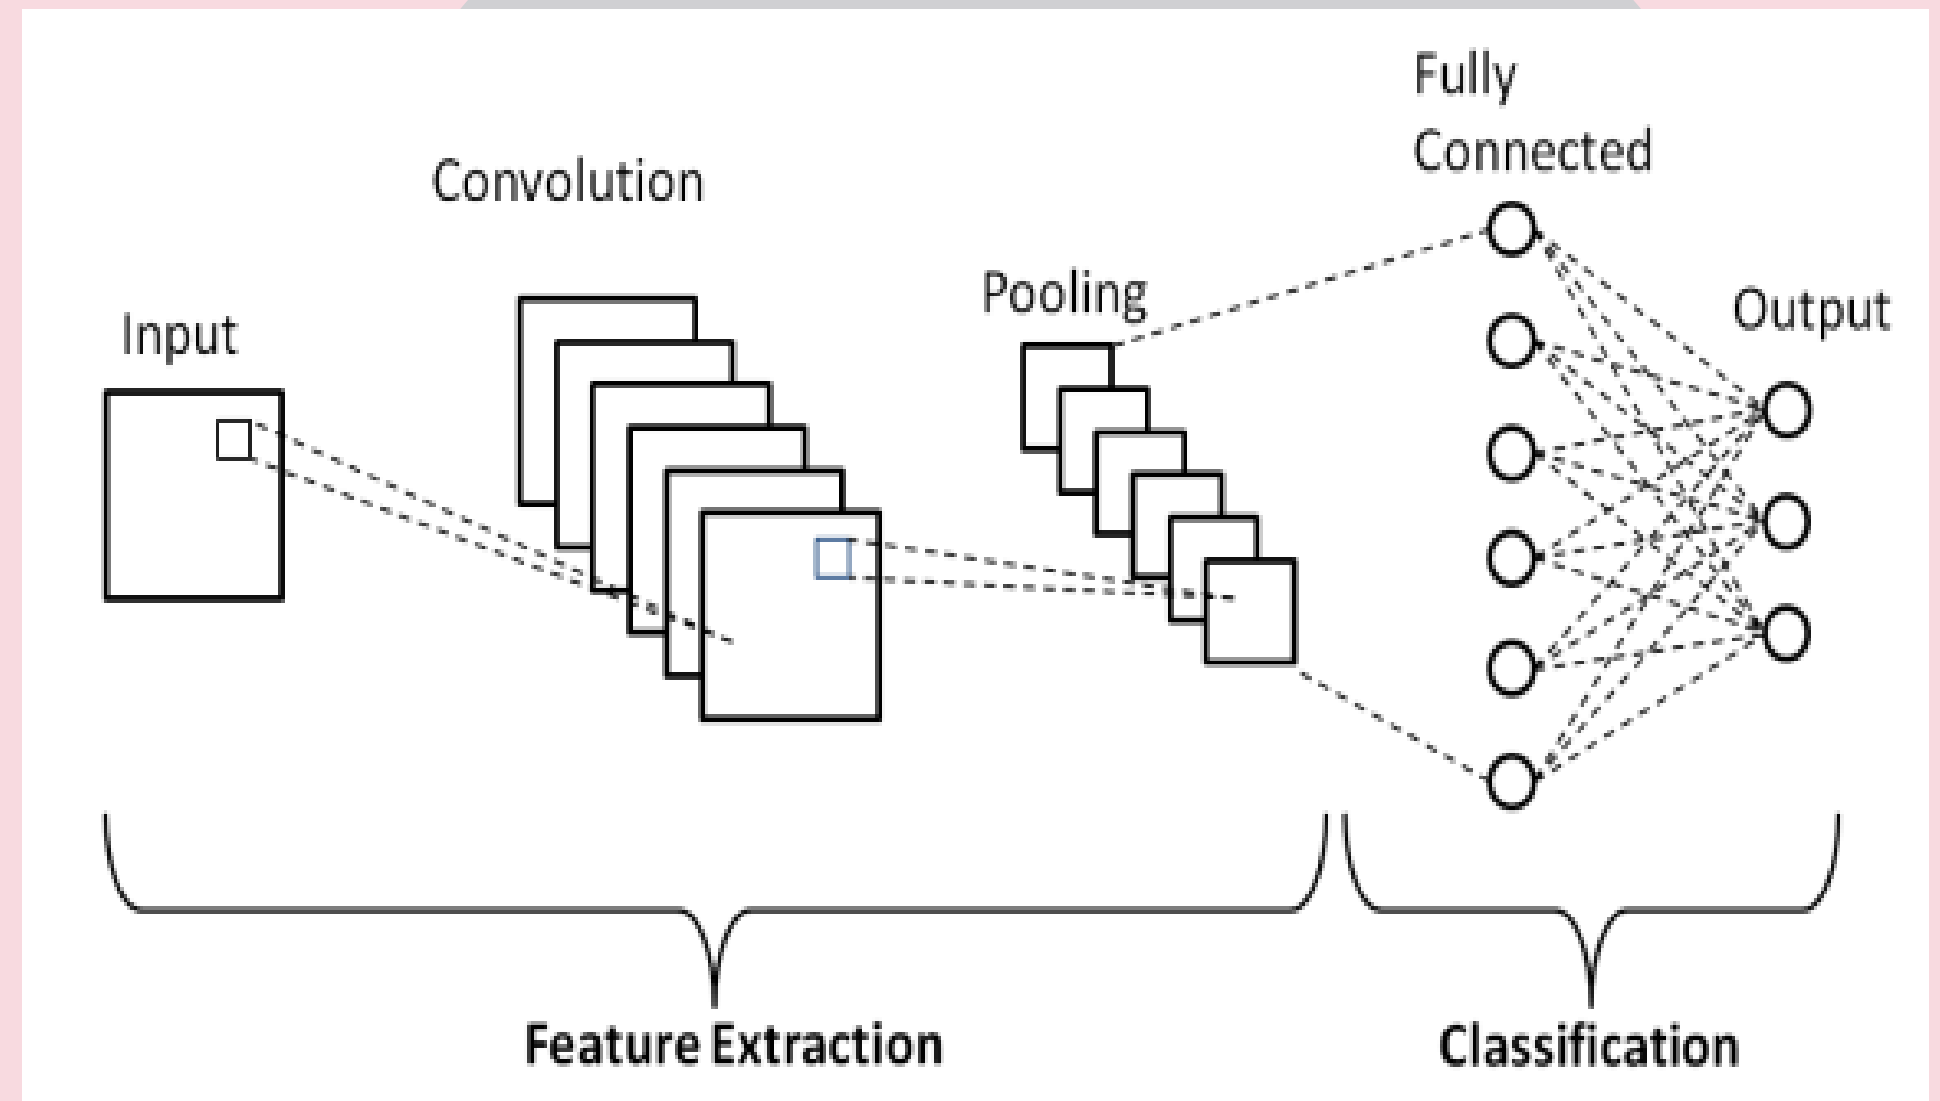 Input
Convolution
Pooling
Fully
Connected
Output
Feature Extraction
Classification